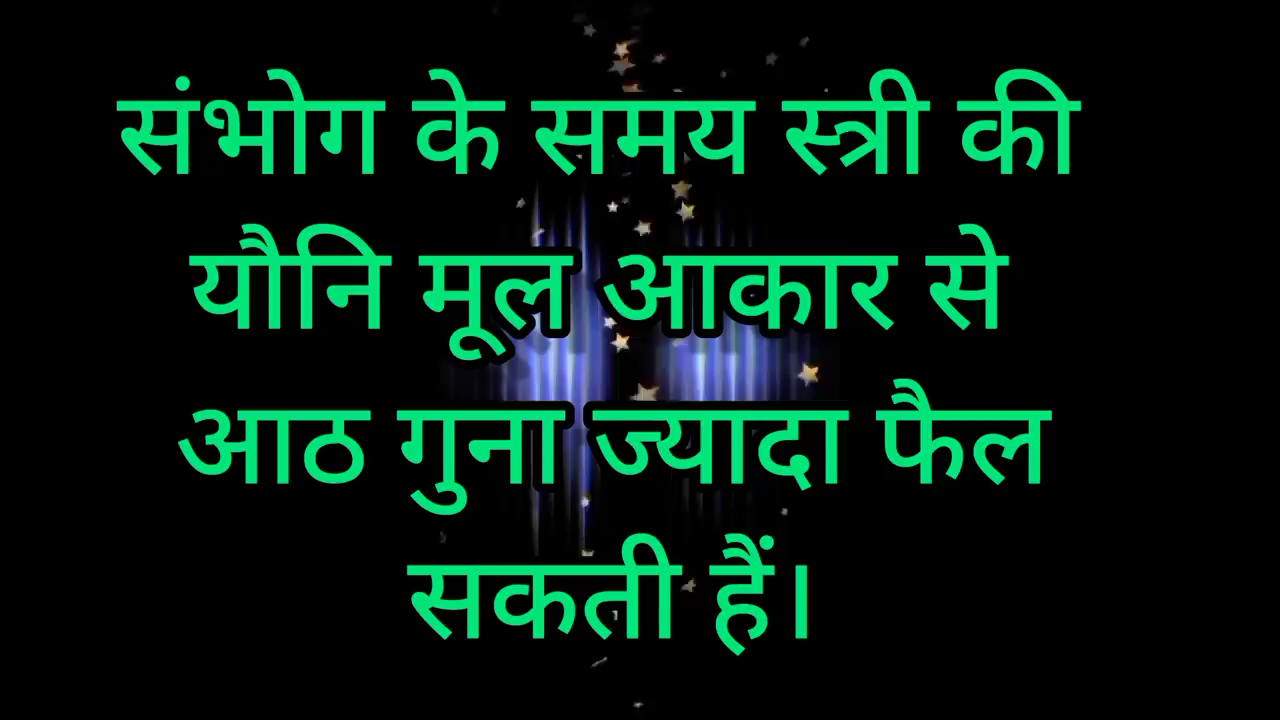 संभोग के समय स्त्री की
यौनि मूल आकार से
आठ गुना ज्यादा फैल
सकती हैं।